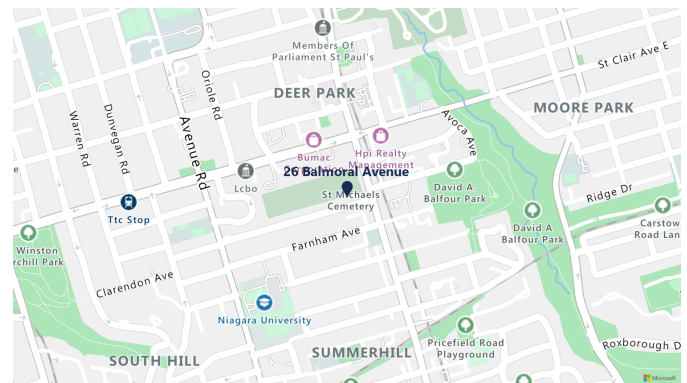 Members Of
Parliament St Paul's
St Clair Ave E
DEER PARK
Oriole Rd
MOORE PARK
Dunvegan Rd
Warren Rd
Avenue Rd
Avoca Ave
Bumac
Hpi Realty
Management
26 Balmoral Avenue
Lcbo
St Michaels
Cemetery
David A
Balfour Park
Ridge Dr
Ttc Stop
David A
Balfour Park
Carstow
Road Lan
Winston
rchill Park
Farnham Ave
Clarendon Ave
Niagara University
Pricefield Road
Playground
Roxborough D
SOUTH HILL
SUMMERHILL
Microsoft